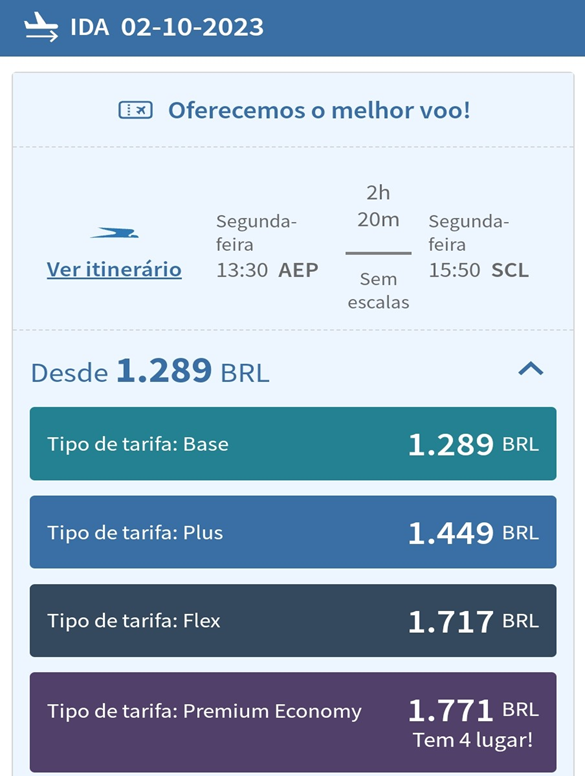 IDA 02-10-2023
Oferecemos o melhor voo!
Ver itinerário
Segunda-
feira
13:30 AEP
2h
20m
Sem
escalas
Segunda-
feira
15:50 SCL
Desde 1.289 BRL
Tipo de tarifa: Base 1.289 BRL
Tipo de tarifa: Plus 1.449 BRL
Tipo de tarifa: Flex 1.717 BRL
Tipo de tarifa: Premium Economy 1.771 BRL
Tem 4 lugar!